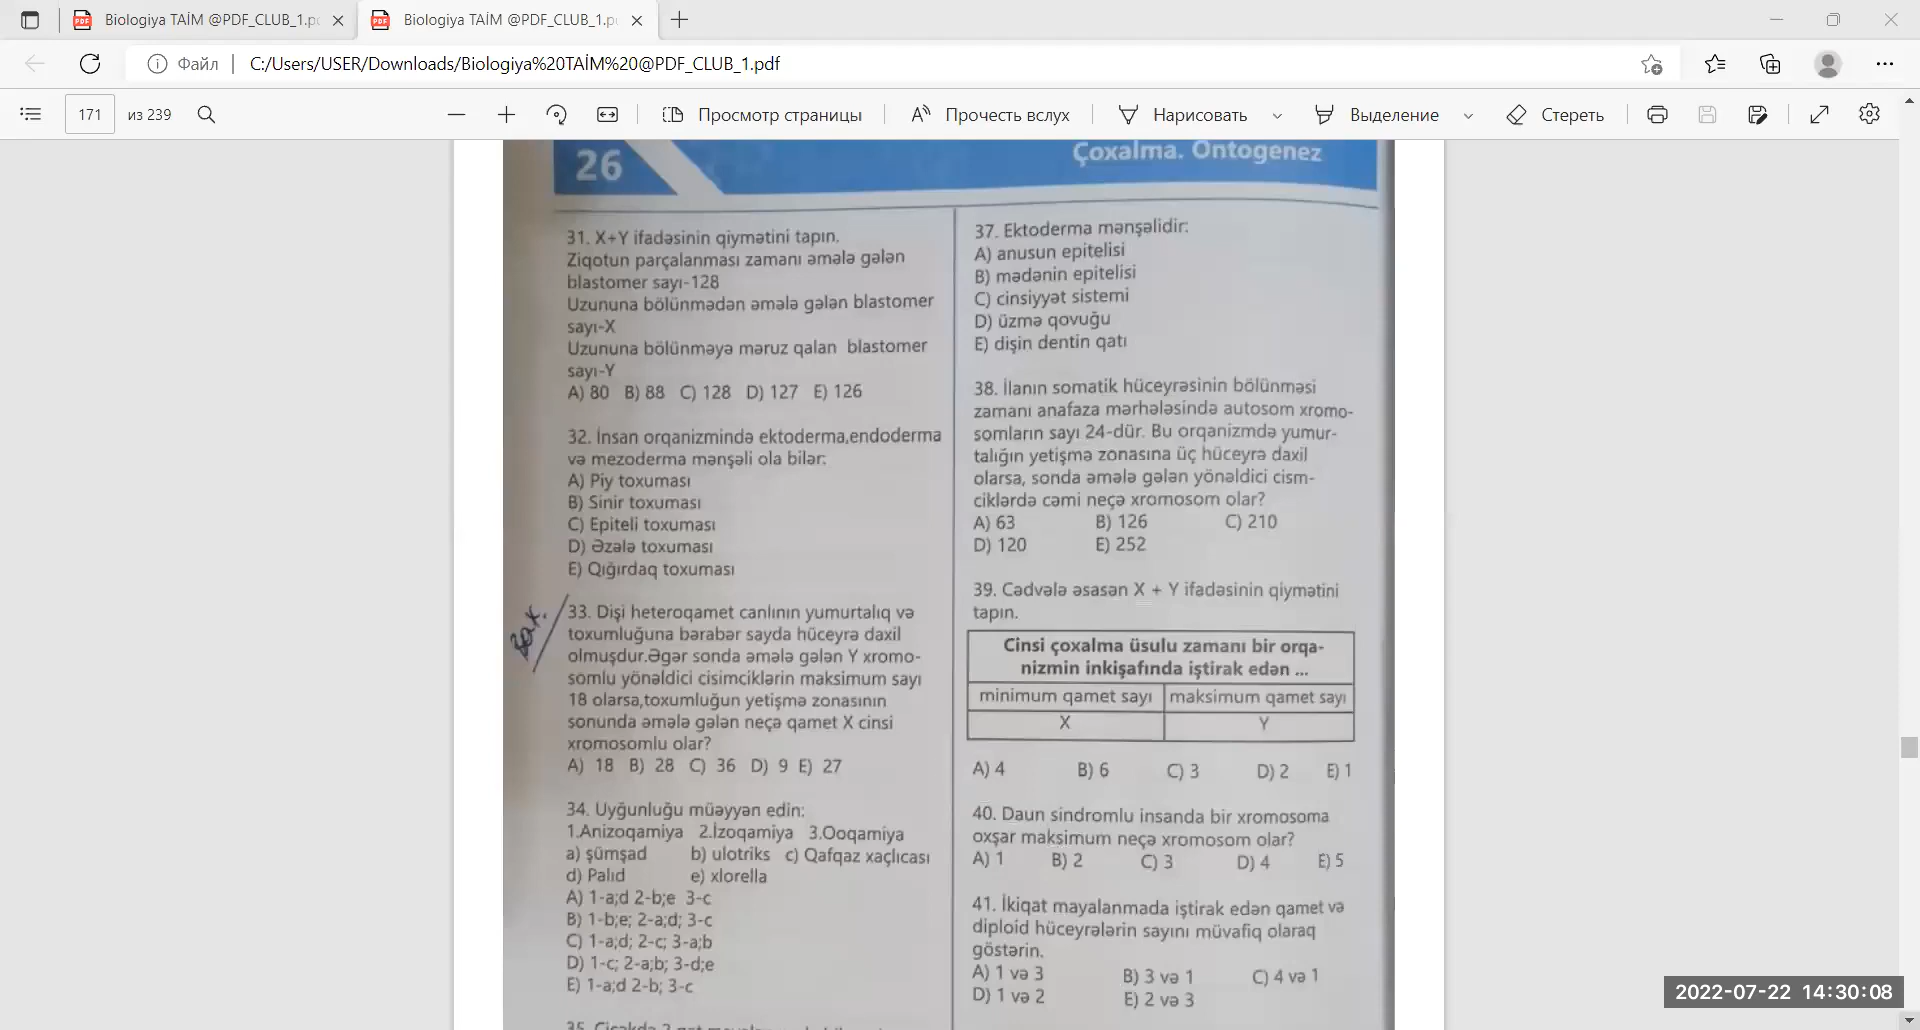 Biologiya TAİM @PDF_CLUB_1.p
Biologiya TAİM @PDF_CLUB_1.p
Файл
C:/Users/USER/Downloads/Biologiya%20TAİM%20@PDF_CLUB_1.pdf
171
из 239
Просмотр страницы
Прочесть вслух
Нарисовать
Выделение
Стереть
26
Çoxalma. Ontogenez
31. X+Y ifadəsinin qiymətini tapın.
Ziqotun parçalanması zamanı əmələ gələn
blastomer sayı-128
Uzununa bölünmədən əmələ gələn blastomer
sayı-X
Uzununa bölünməyə məruz qalan blastomer
sayı-Y
A) 80 B) 88 C) 128 D) 127 E) 126
32. İnsan orqanizmində ektoderma,endoderma
və mezoderma mənşəli ola bilər:
A) Piy toxuması
B) Sinir toxuması
C) Epiteli toxuması
D) Əzələ toxuması
E) Qığırdaq toxuması
33. Dişi heteroqamet canlının yumurtalıq və
toxumluğuna bərabər sayda hüceyrə daxil
olmuşdur.Əgər sonda əmələ gələn Y xromo-
somlu yönəldici cisimciklərin maksimum sayı
18 olarsa,toxumluğun yetişmə zonasının
sonunda əmələ gələn neçə qamet X cinsi
xromosomlu olar?
A) 18 B) 28 C) 36 D) 9 E) 27
34. Uyğunluğu müəyyən edin:
1.Anizoqamiya 2.İzoqamiya 3.Ooqamiya
a) şümşad b) ulotriks c) Qafqaz xaçlıcası
d) Palıd e) xlorella
A) 1-a;d 2-b;e 3-c
B) 1-b;e; 2-a;d; 3-c
C) 1-a;d; 2-c; 3-a;b
D) 1-c; 2-a;b; 3-d;e
E) 1-a;d 2-b; 3-c
37. Ektoderma mənşəlidir:
A) anusun epitelisi
B) mədənin epitelisi
C) cinsiyyət sistemi
D) üzmə qovuğu
E) dişin dentin qatı
38. İlanın somatik hüceyrəsinin bölünməsi
zamanı anafaza mərhələsində autosom xromo-
somların sayı 24-dür. Bu orqanizmdə yumur-
talığın yetişmə zonasına üç hüceyrə daxil
olarsa, sonda əmələ gələn yönəldici cism-
ciklərdə cəmi neçə xromosom olar?
A) 63 B) 126 C) 210
D) 120 E) 252
39. Cədvələ əsasən X + Y ifadəsinin qiymətini
tapın.
Cinsi çoxalma üsulu zamanı bir orqa-
nizmin inkişafında iştirak edən ...
minimum qamet sayı maksimum qamet sayı
X Y
A) 4 B) 6 C) 3 D) 2 E) 1
40. Daun sindromlu insanda bir xromosoma
oxşar maksimum neçə xromosom olar?
A) 1 B) 2 C) 3 D) 4 E) 5
41. İkiqat mayalanmada iştirak edən qamet və
diploid hüceyrələrin sayını müvafiq olaraq
göstərin.
A) 1 və 3 B) 3 və 1 C) 4 və 1
D) 1 və 2 E) 2 və 3
2022-07-22 14:30:08